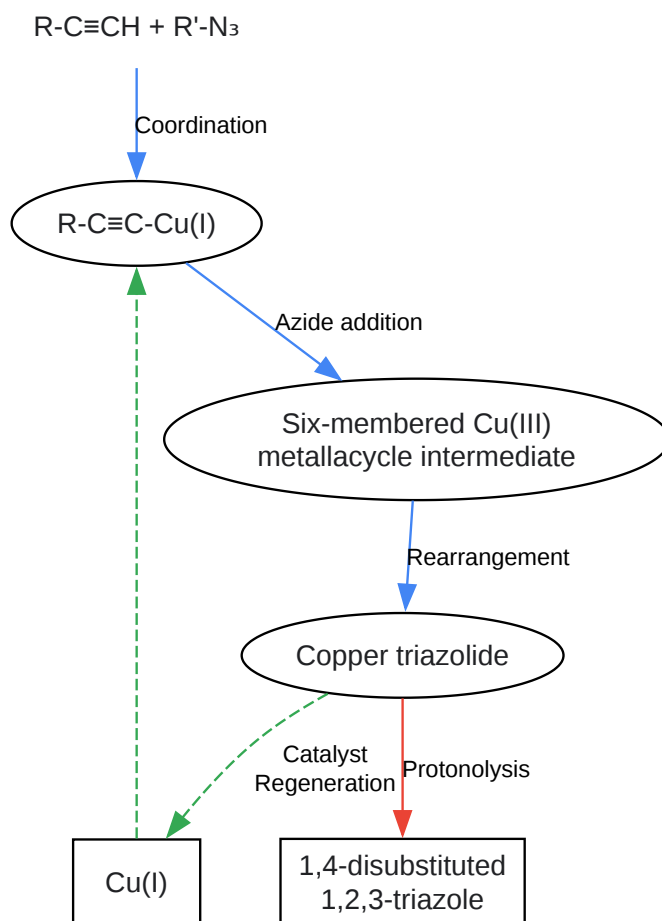 R-C≡CH + R'-N₃
Coordination
R-C≡C-Cu(I)
Azide addition
Six-membered Cu(III)
metallacycle intermediate
Rearrangement
Copper triazolide
Catalyst
Regeneration
Protonolysis
Cu(I)
1,4-disubstituted
1,2,3-triazole